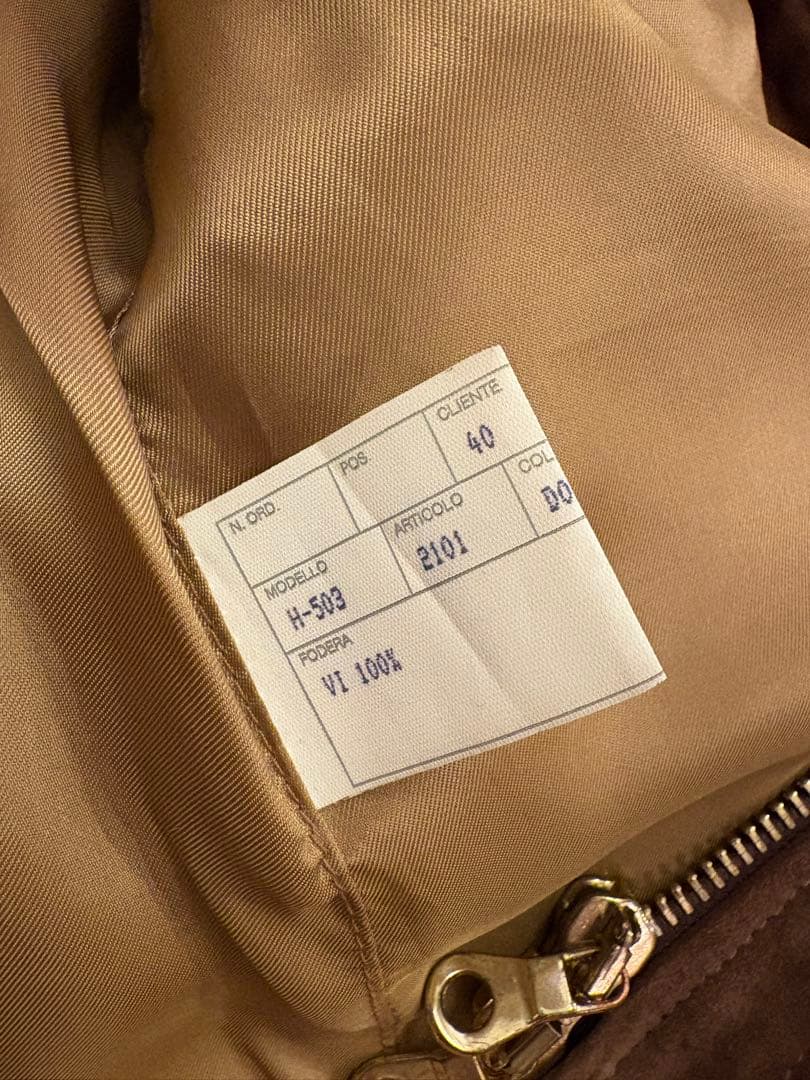 N. ORD. POS. CLIENTE
40
MODELLO ARTICOLO COL
H-503 2101 DO
FODERA
VI 100%